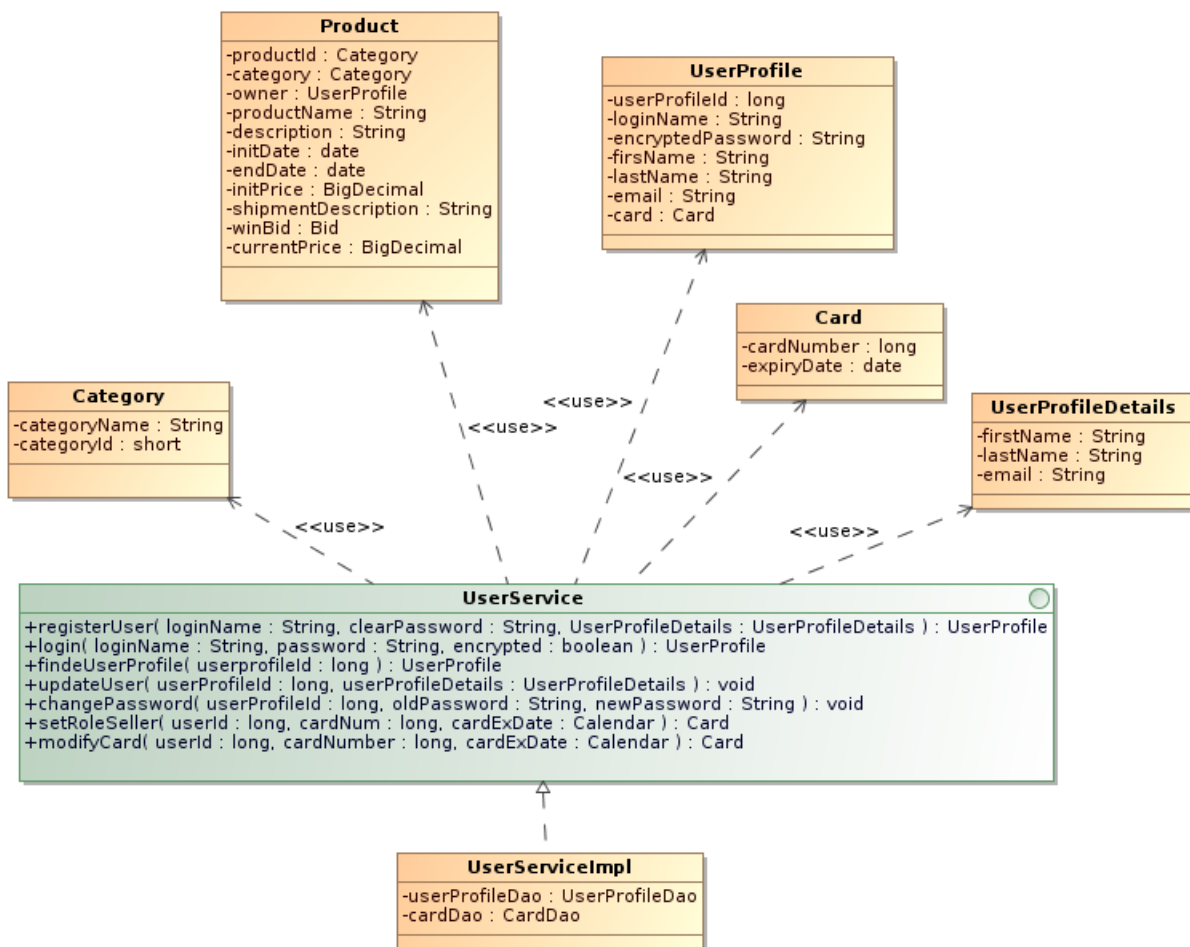 Product
-productId : Category
-category : Category
-owner : UserProfile
-productName : String
-description : String
-initDate : date
-endDate : date
-initPrice : BigDecimal
-shipmentDescription : String
-winBid : Bid
-currentPrice : BigDecimal
UserProfile
-userProfileId : long
-loginName : String
-encryptedPassword : String
-firsName : String
-lastName : String
-email : String
-card : Card
Card
-cardNumber : long
-expiryDate : date
Category
-categoryName : String
-categoryId : short
UserProfileDetails
-firstName : String
-lastName : String
-email : String
<<use>>
<<use>>
<<use>>
<<use>>
<<use>>
UserService
+registerUser( loginName : String, clearPassword : String, UserProfileDetails : UserProfileDetails ) : UserProfile
+login( loginName : String, password : String, encrypted : boolean ) : UserProfile
+findeUserProfile( userprofileId : long ) : UserProfile
+updateUser( userProfileId : long, userProfileDetails : UserProfileDetails ) : void
+changePassword( userProfileId : long, oldPassword : String, newPassword : String ) : void
+setRoleSeller( userId : long, cardNum : long, cardExDate : Calendar ) : Card
+modifyCard( userId : long, cardNumber : long, cardExDate : Calendar ) : Card
UserServiceImpl
-userProfileDao : UserProfileDao
-cardDao : CardDao